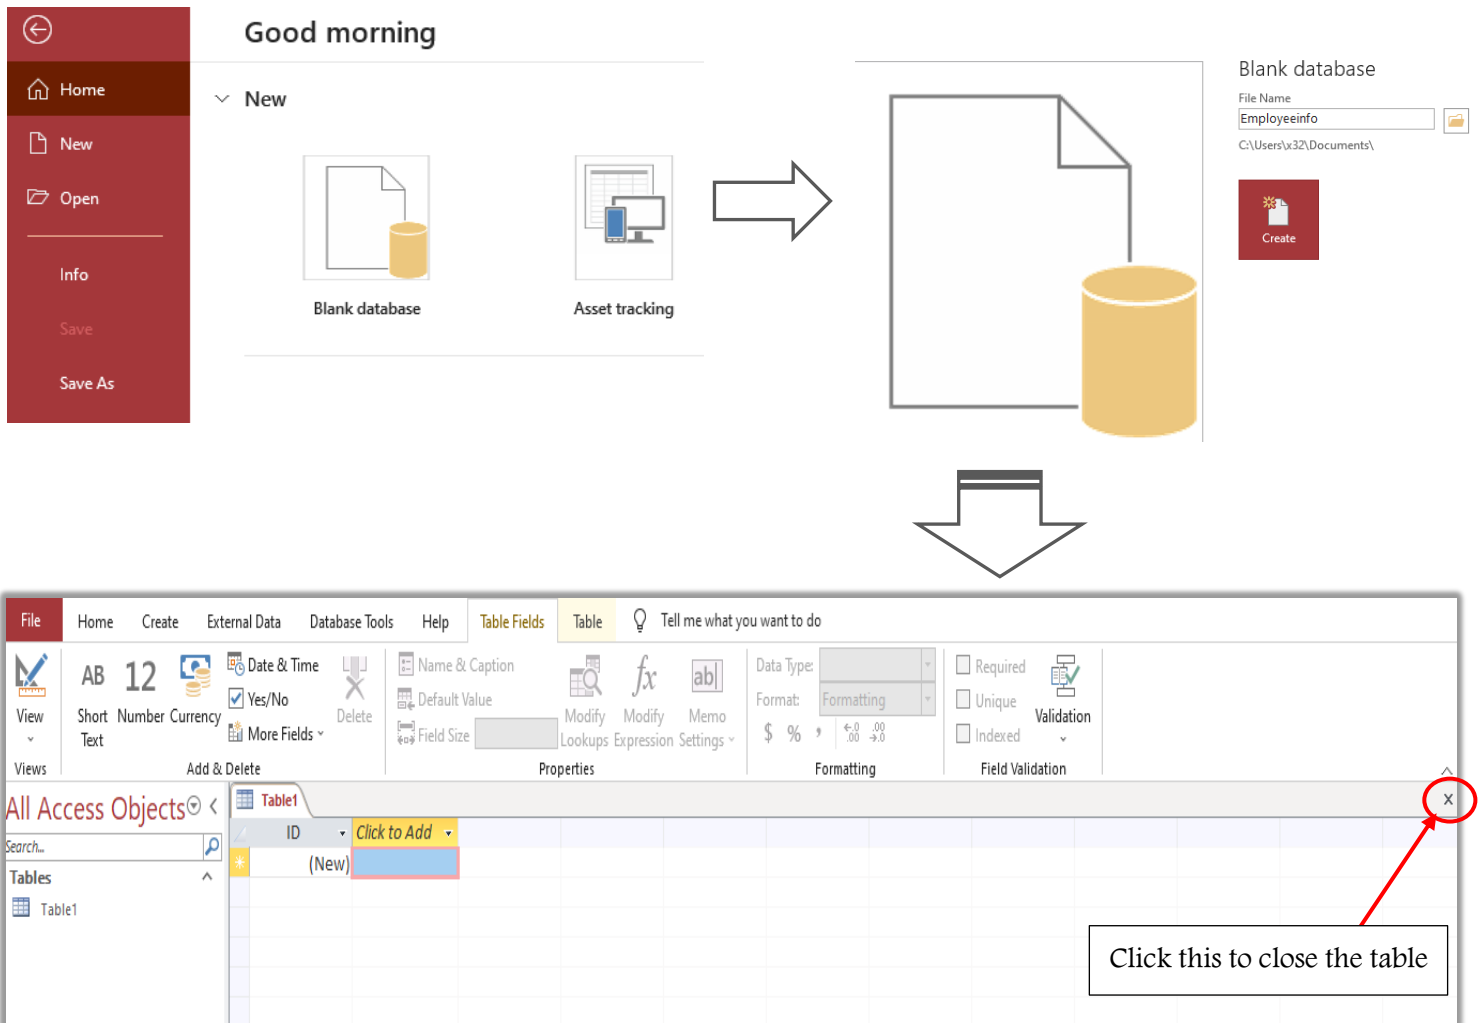 Good morning
Home
New
Open
Info
Save
Save As
New
Blank database
Asset tracking
Blank database
File Name
Employeeinfo
C:\Users\x32\Documents\
Create
File Home Create External Data Database Tools Help Table Fields Table Tell me what you want to do
View
Views
AB
Short
Text
12
Number
Currency
Date & Time
Yes/No
More Fields
Delete
Add & Delete
Name & Caption
Default Value
Field Size
Modify
Lookups
fx
Modify
Expression
ab|
Memo
Settings
Properties
Data Type:
Format: Formatting
$ % , ←.0 .00 .00 →.0
Formatting
Required
Unique
Indexed
Validation
Field Validation
All Access Objects
Search...
Tables
Table1
Table1
x
ID Click to Add
(New)
Click this to close the table